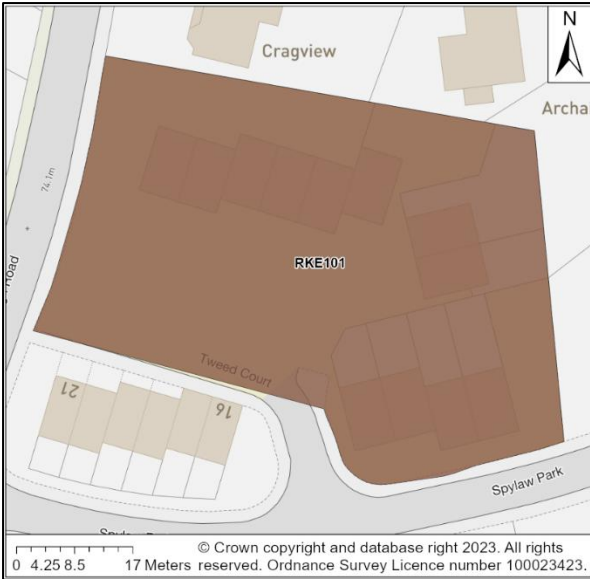 N
Cragview
Archa
74.1m
Road
RKE101
Tweed Court
21
16
Spylaw Park
© Crown copyright and database right 2023. All rights
0 4.25 8.5 17 Meters reserved. Ordnance Survey Licence number 100023423.